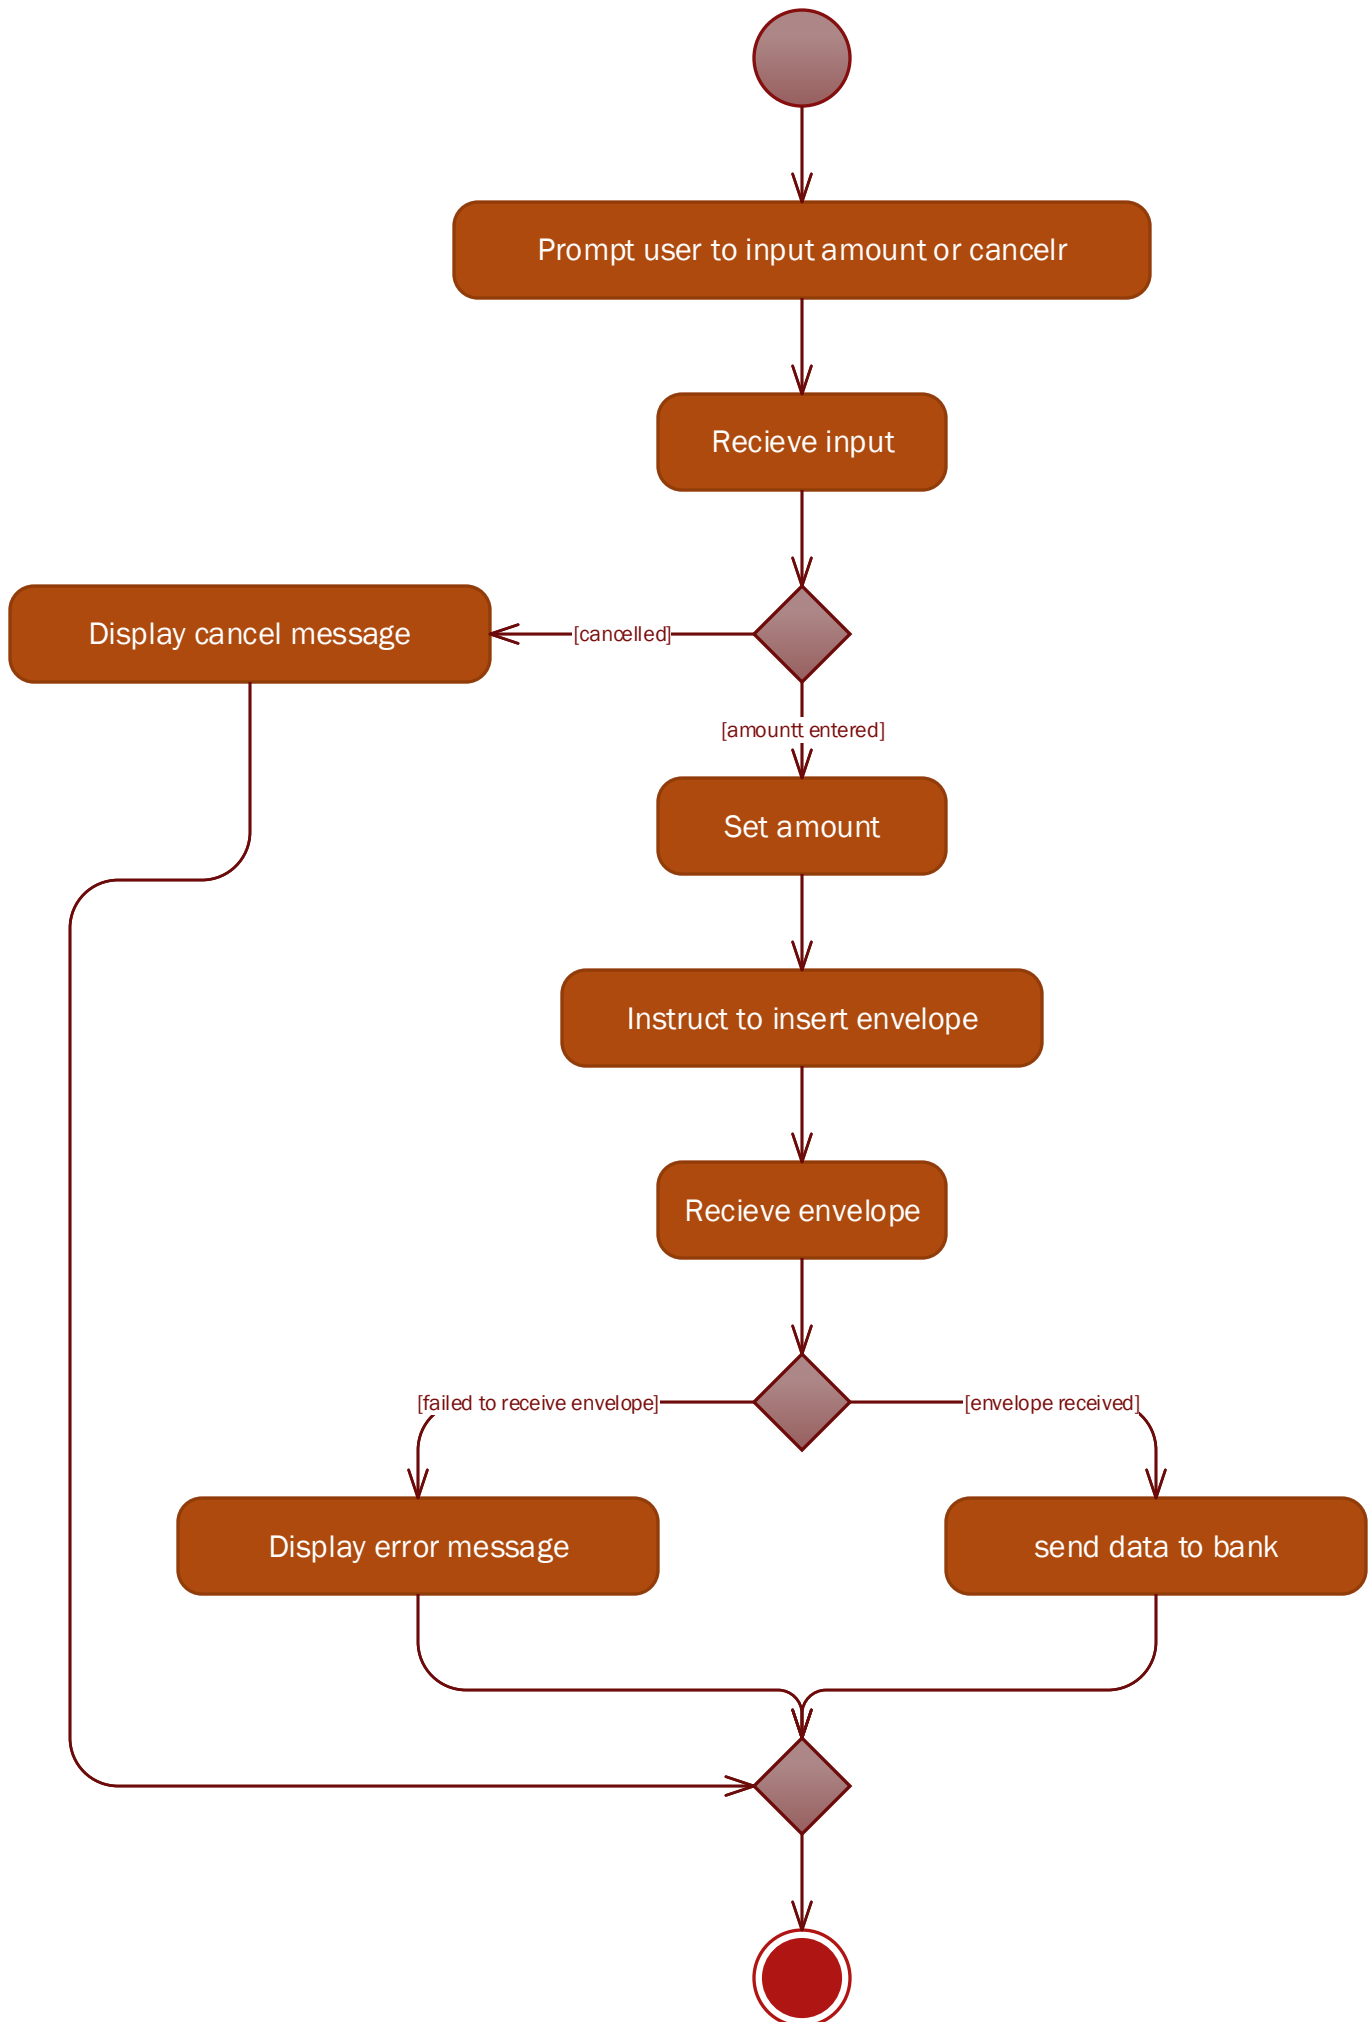 Prompt user to input amount or cancelr
Recieve input
Display cancel message
[cancelled]
[amountt entered]
Set amount
Instruct to insert envelope
Recieve envelope
[failed to receive envelope]
[envelope received]
Display error message
send data to bank